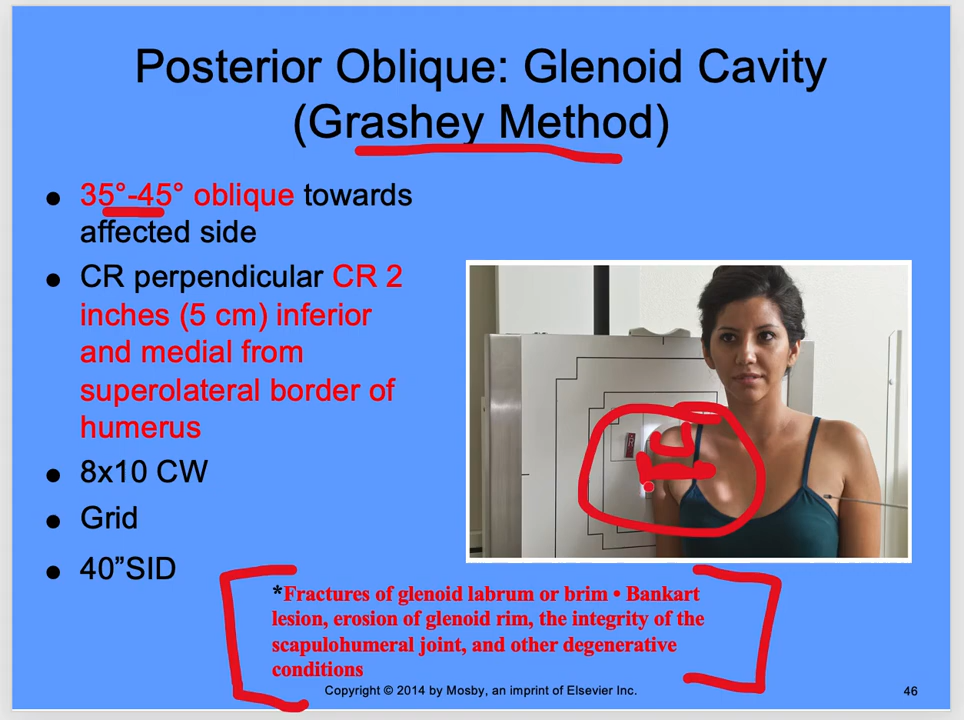 Posterior Oblique: Glenoid Cavity
(Grashey Method)
● 35°-45° oblique towards
affected side
● CR perpendicular CR 2
inches (5 cm) inferior
and medial from
superolateral border of
humerus
● 8x10 CW
● Grid
● 40”SID
*Fractures of glenoid labrum or brim • Bankart
lesion, erosion of glenoid rim, the integrity of the
scapulohumeral joint, and other degenerative
conditions
Copyright © 2014 by Mosby, an imprint of Elsevier Inc.
46